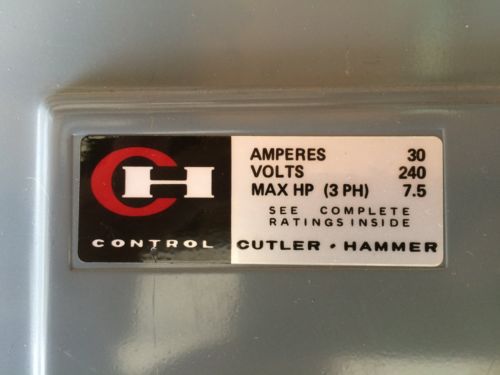 CH
CONTROL
AMPERES 30
VOLTS 240
MAX HP (3 PH) 7.5
SEE COMPLETE
RATINGS INSIDE
CUTLER • HAMMER